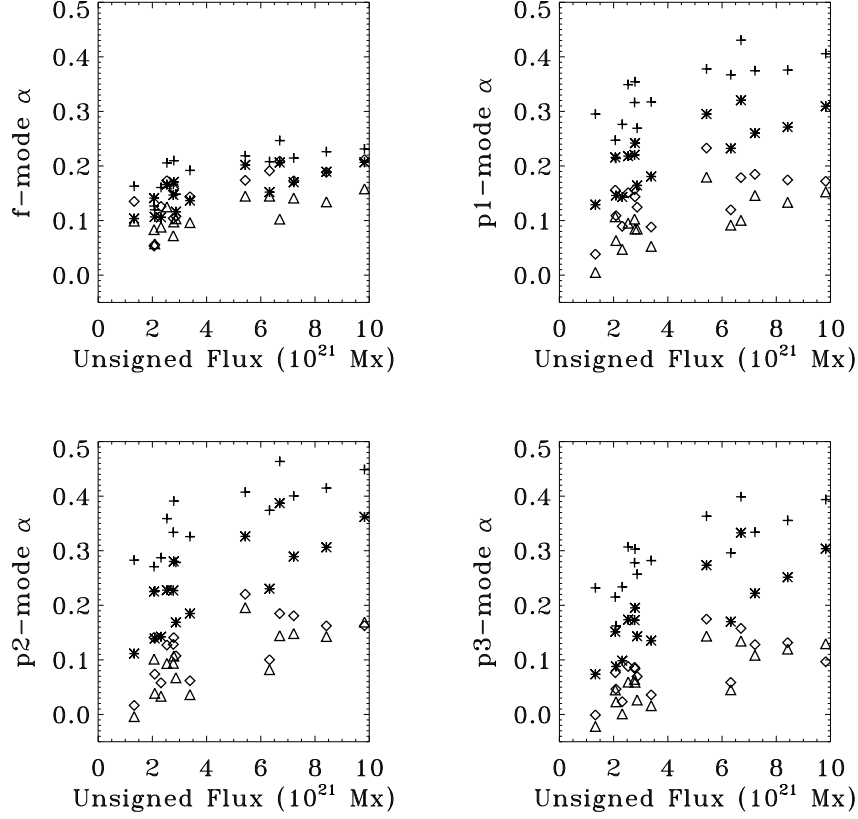 0.5
0.4
0.3
0.2
0.1
0.0
f−mode α
0 2 4 6 8 10
Unsigned Flux (10²¹ Mx)
0.5
0.4
0.3
0.2
0.1
0.0
p1−mode α
0 2 4 6 8 10
Unsigned Flux (10²¹ Mx)
0.5
0.4
0.3
0.2
0.1
0.0
p2−mode α
0 2 4 6 8 10
Unsigned Flux (10²¹ Mx)
0.5
0.4
0.3
0.2
0.1
0.0
p3−mode α
0 2 4 6 8 10
Unsigned Flux (10²¹ Mx)